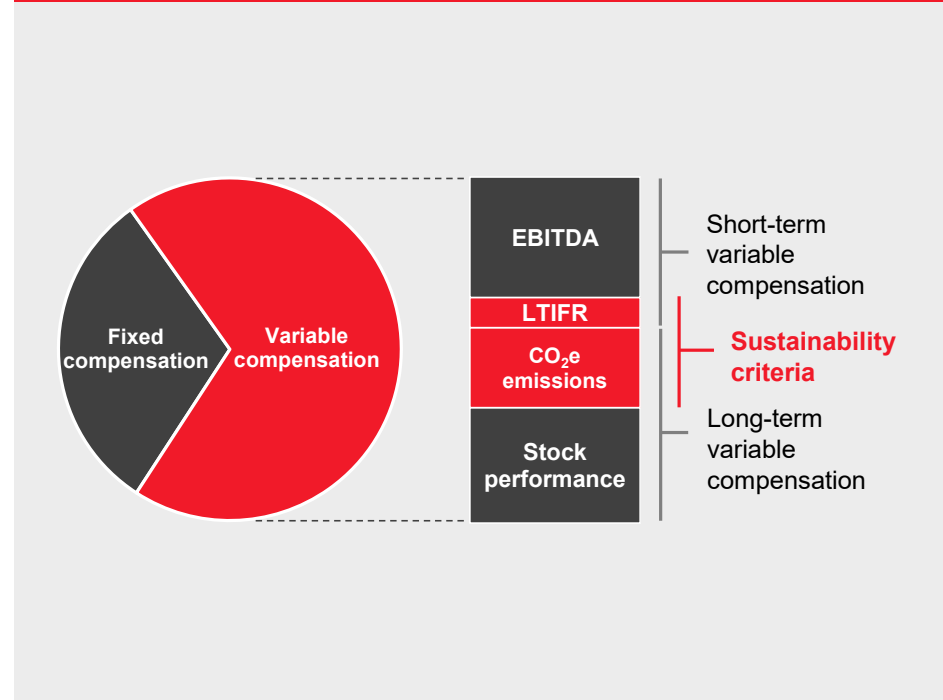 Fixed
compensation
Variable
compensation
EBITDA
LTIFR
CO₂e
emissions
Stock
performance
Short-term
variable
compensation
Sustainability
criteria
Long-term
variable
compensation